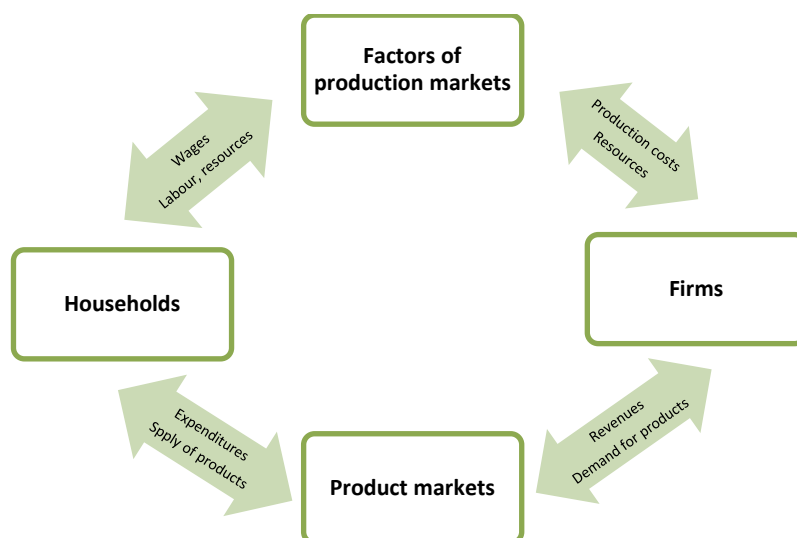 Factors of
production markets
Wages
Labour, resources
Production costs
Resources
Households
Firms
Expenditures
Spply of products
Revenues
Demand for products
Product markets